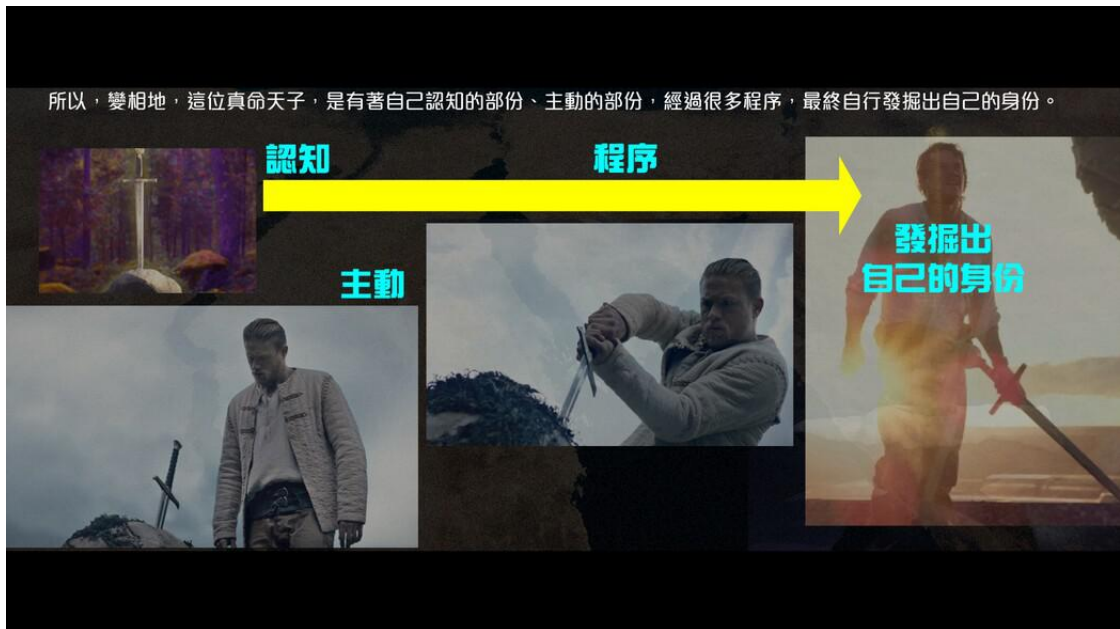 所以，變相地，這位真命天子，是有著自己認知的部份、主動的部份，經過很多程序，最終自行發掘出自己的身份。
認知
程序
發掘出
自己的身份
主動